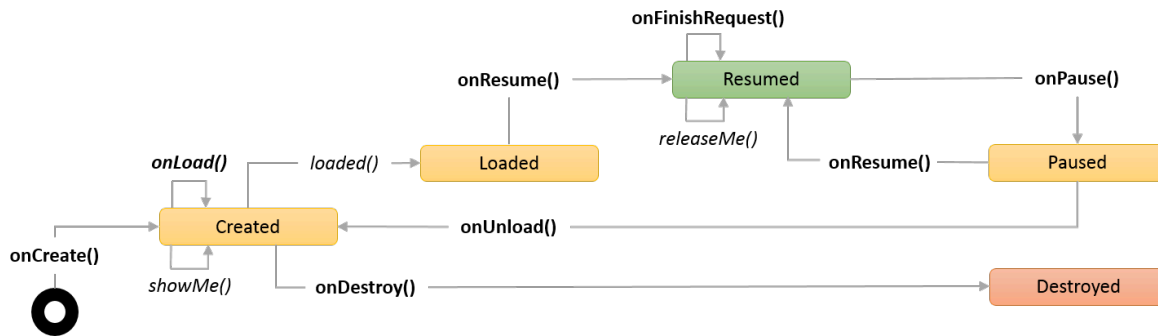 onFinishRequest()
onResume()
Resumed
onPause()
releaseMe()
onLoad()
loaded()
Loaded
onResume()
Paused
Created
onUnload()
onCreate()
showMe()
onDestroy()
Destroyed